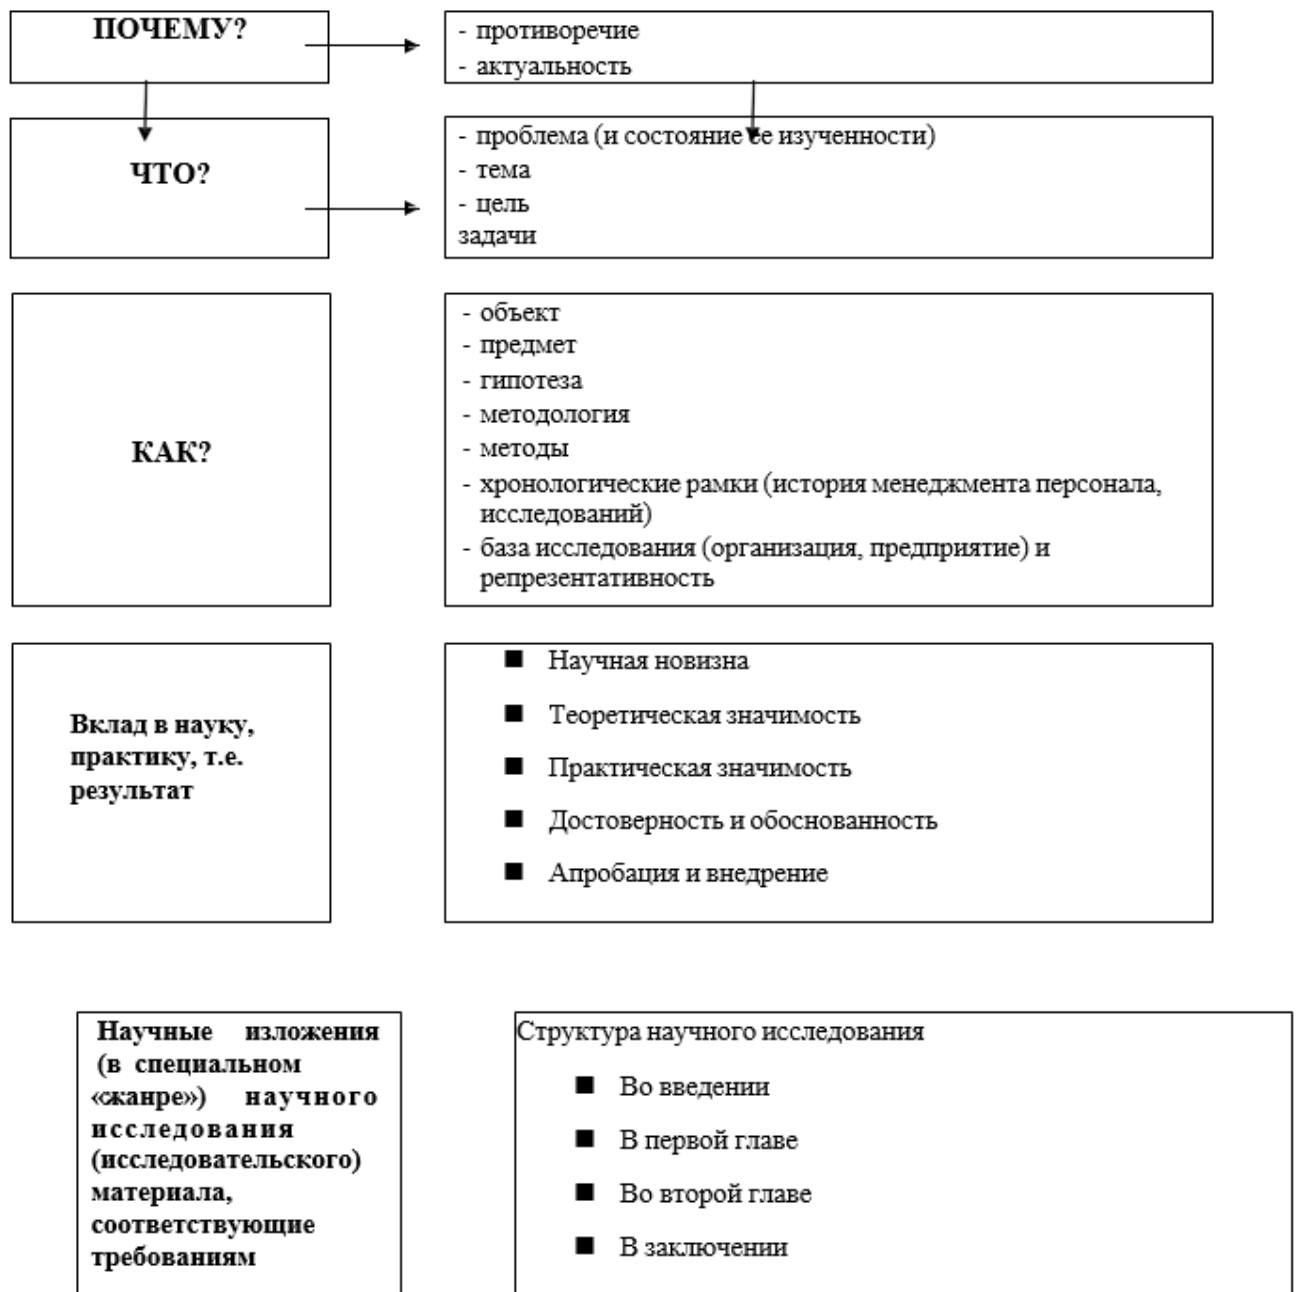 ПОЧЕМУ?
- противоречие
- актуальность
ЧТО?
- проблема (и состояние ее изученности)
- тема
- цель
задачи
КАК?
- объект
- предмет
- гипотеза
- методология
- методы
- хронологические рамки (история менеджмента персонала,
исследований)
- база исследования (организация, предприятие) и
репрезентативность
Вклад в науку,
практику, т.е.
результат
■ Научная новизна
■ Теоретическая значимость
■ Практическая значимость
■ Достоверность и обоснованность
■ Апробация и внедрение
Научные изложения
(в специальном
«жанре») научного
исследования
(исследовательского)
материала,
соответствующие
требованиям
Структура научного исследования
■ Во введении
■ В первой главе
■ Во второй главе
■ В заключении